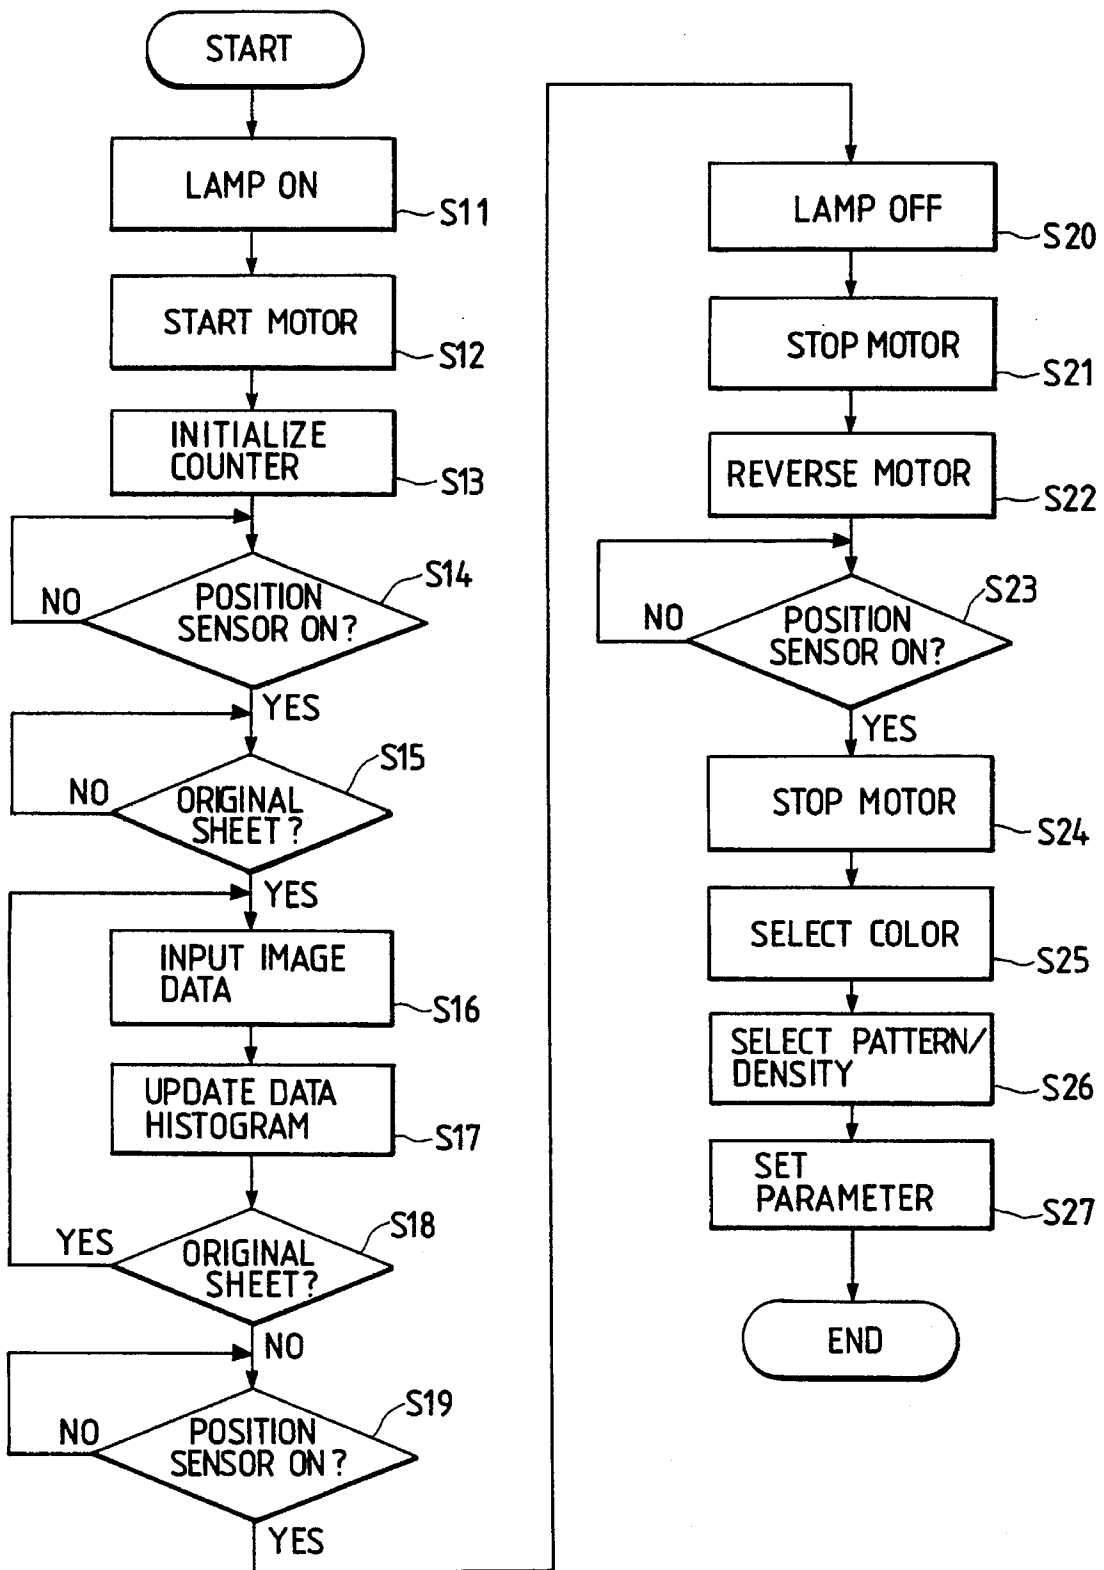 START
LAMP ON
S11
START MOTOR
S12
INITIALIZE
COUNTER
S13
POSITION
SENSOR ON?
S14
NO
YES
ORIGINAL
SHEET?
S15
NO
YES
INPUT IMAGE
DATA
S16
UPDATE DATA
HISTOGRAM
S17
ORIGINAL
SHEET?
S18
YES
NO
POSITION
SENSOR ON?
S19
NO
YES
LAMP OFF
S20
STOP MOTOR
S21
REVERSE MOTOR
S22
POSITION
SENSOR ON?
S23
NO
YES
STOP MOTOR
S24
SELECT COLOR
S25
SELECT PATTERN/
DENSITY
S26
SET
PARAMETER
S27
END